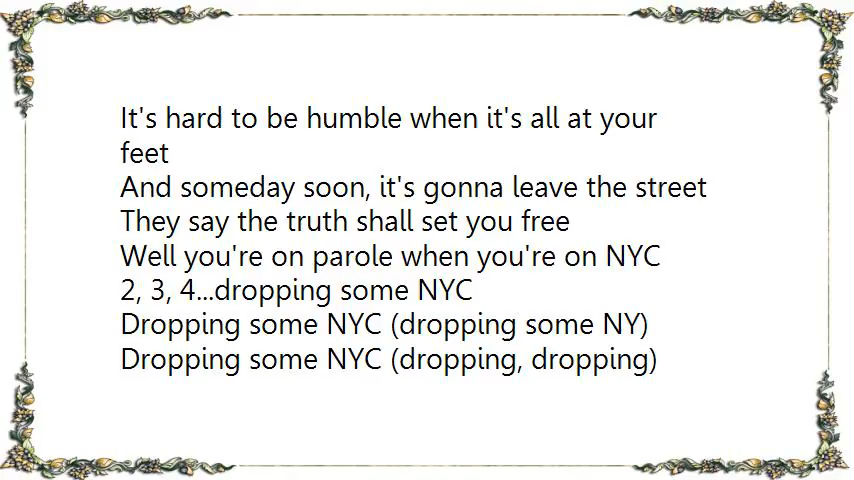 It's hard to be humble when it's all at your
feet
And someday soon, it's gonna leave the street
They say the truth shall set you free
Well you're on parole when you're on NYC
2, 3, 4...dropping some NYC
Dropping some NYC (dropping some NY)
Dropping some NYC (dropping, dropping)